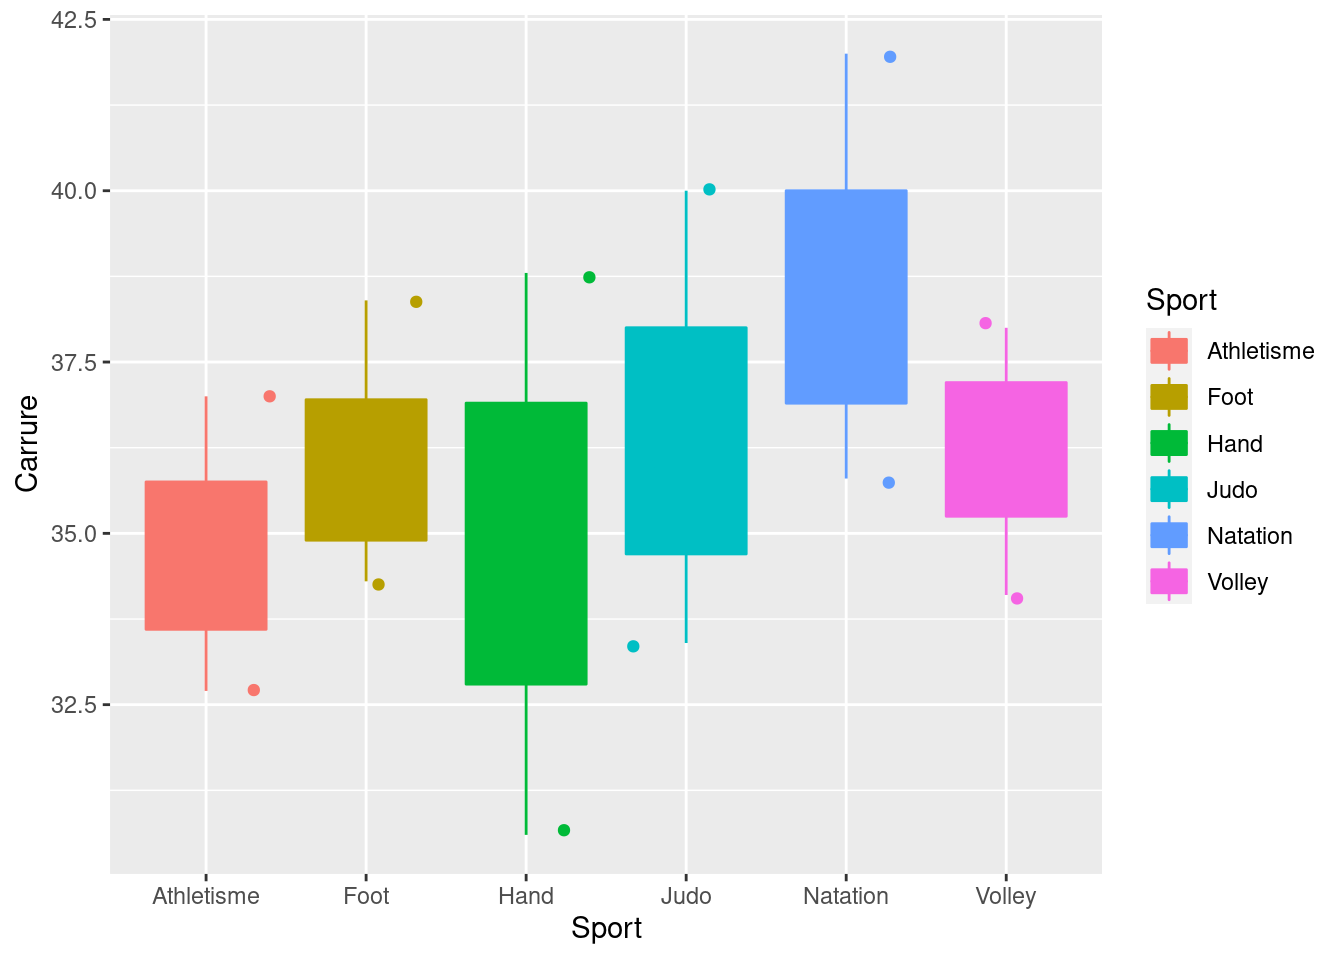 42.5
40.0
37.5
35.0
32.5
Carrure
Athletisme
Foot
Hand
Judo
Natation
Volley
Sport
Sport
Athletisme
Foot
Hand
Judo
Natation
Volley